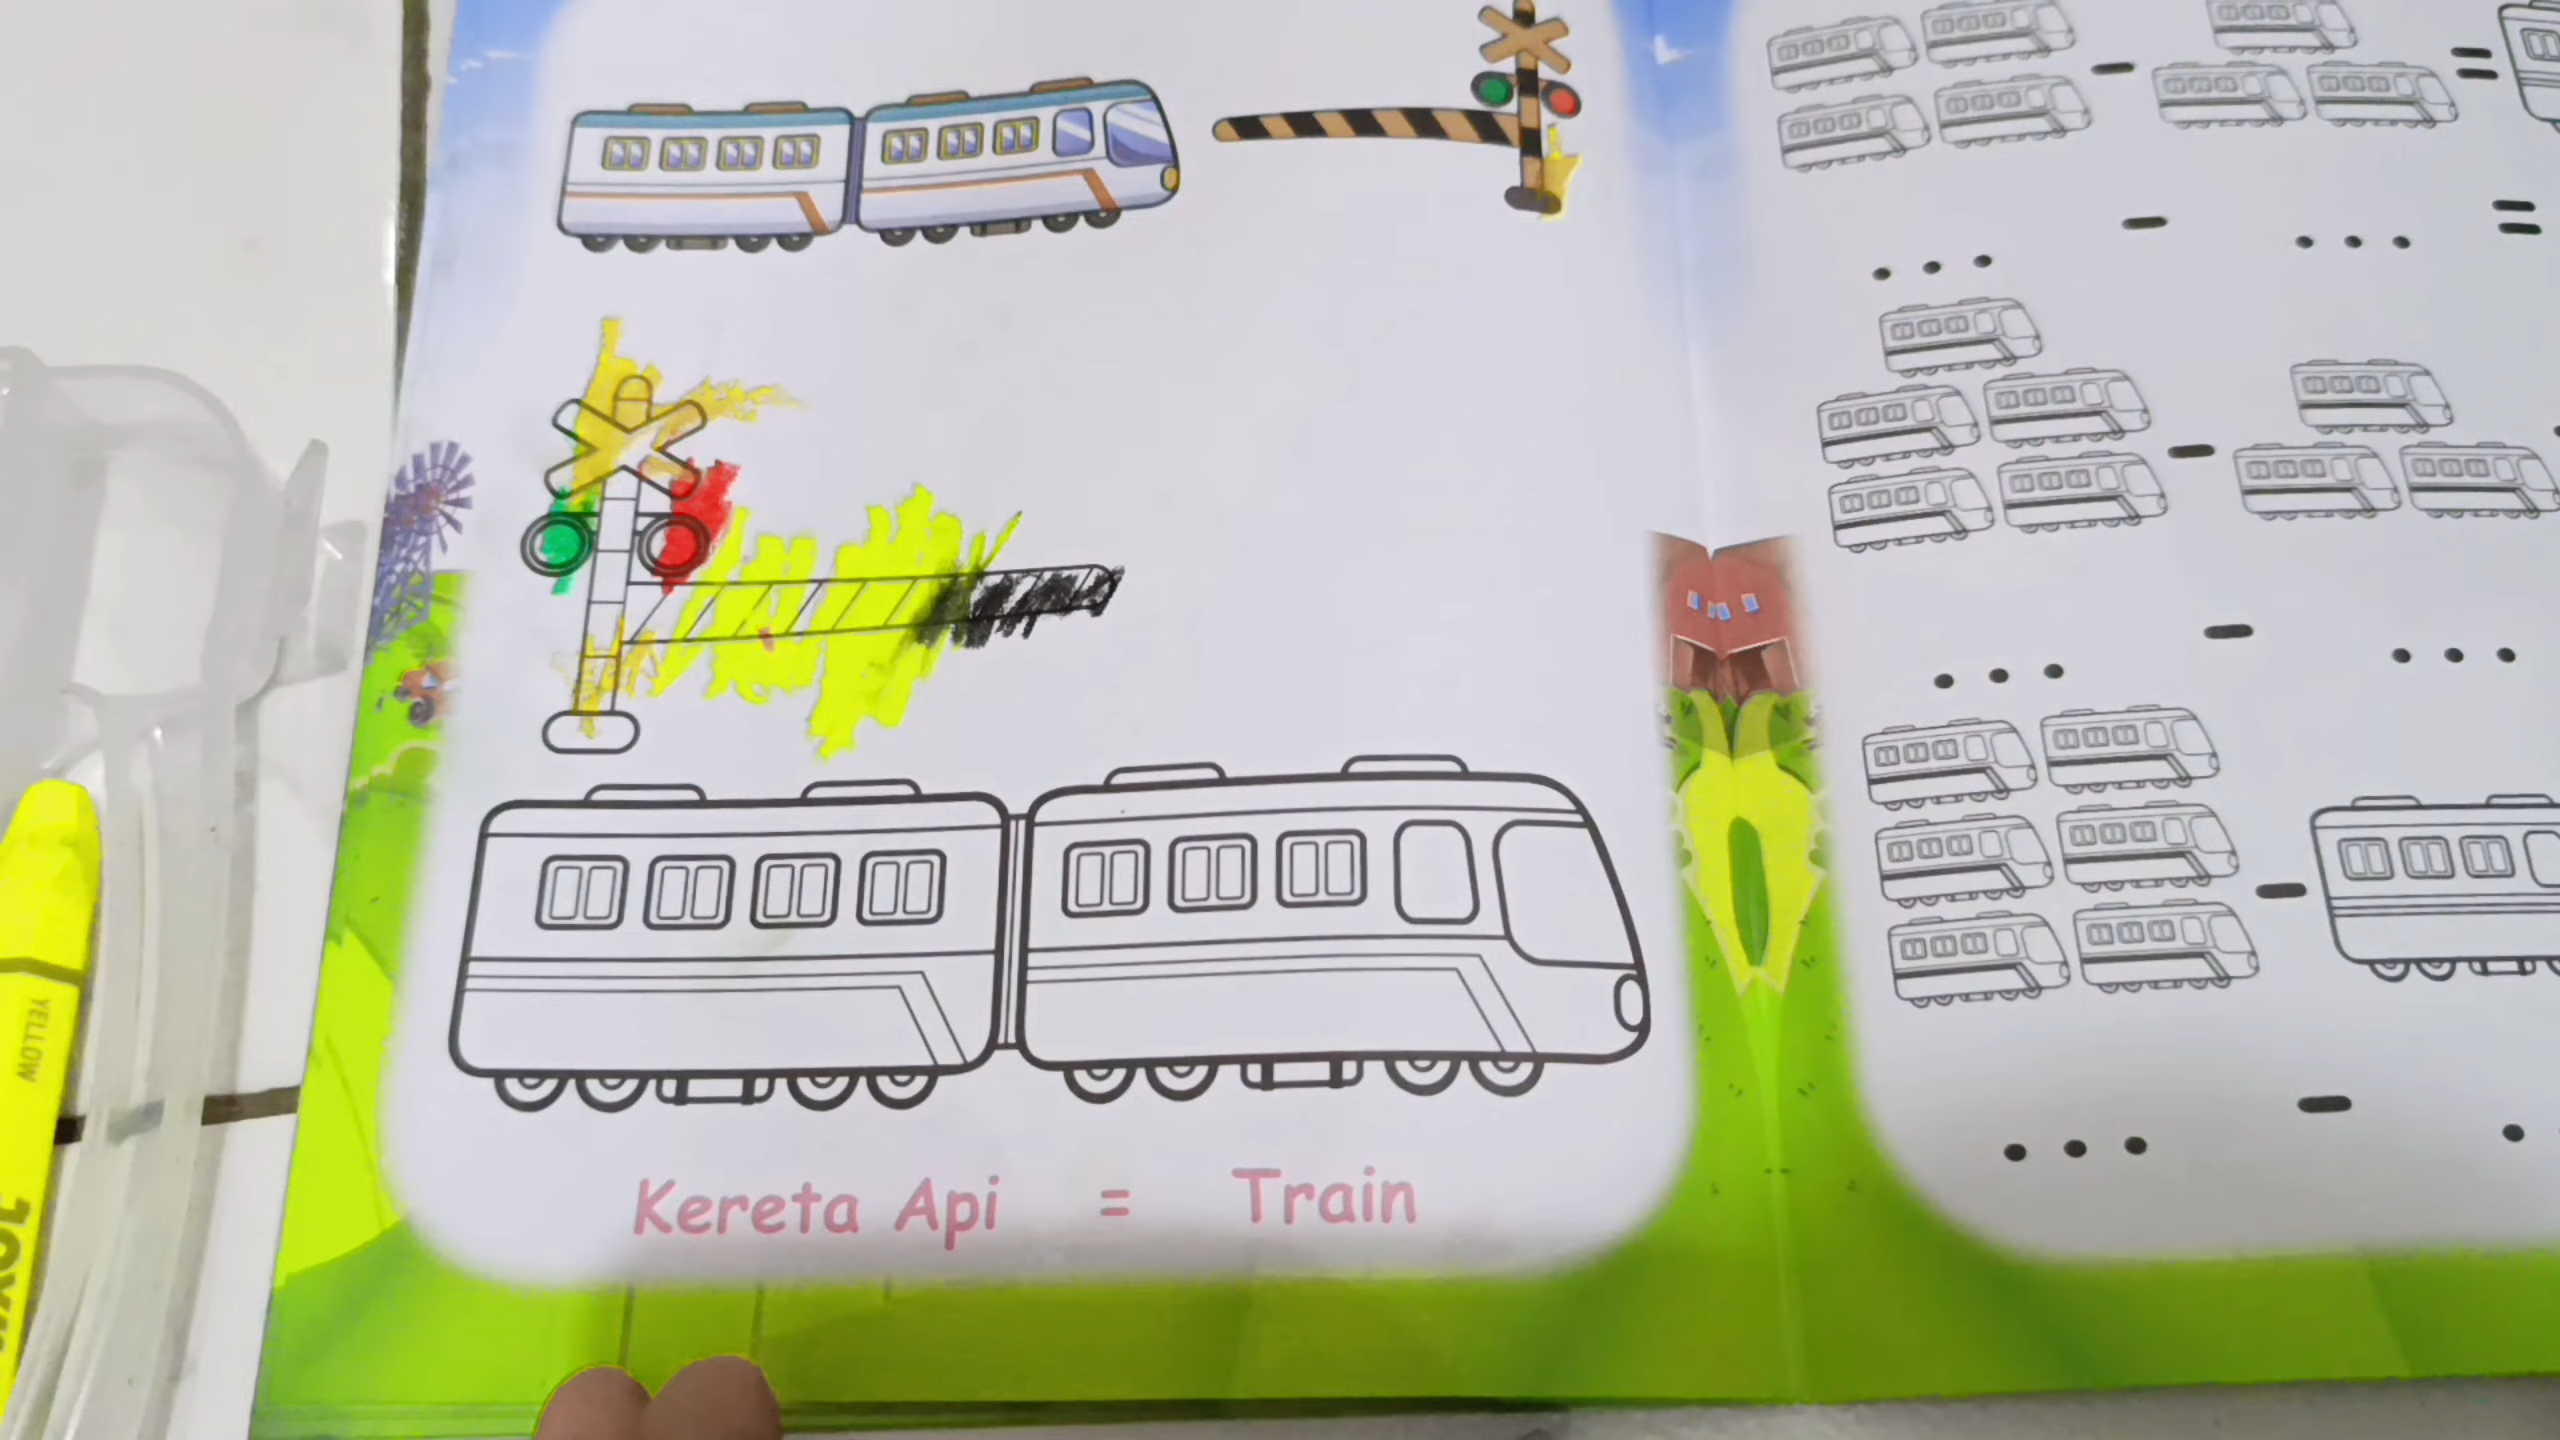 Kereta Api = Train
YELLOW